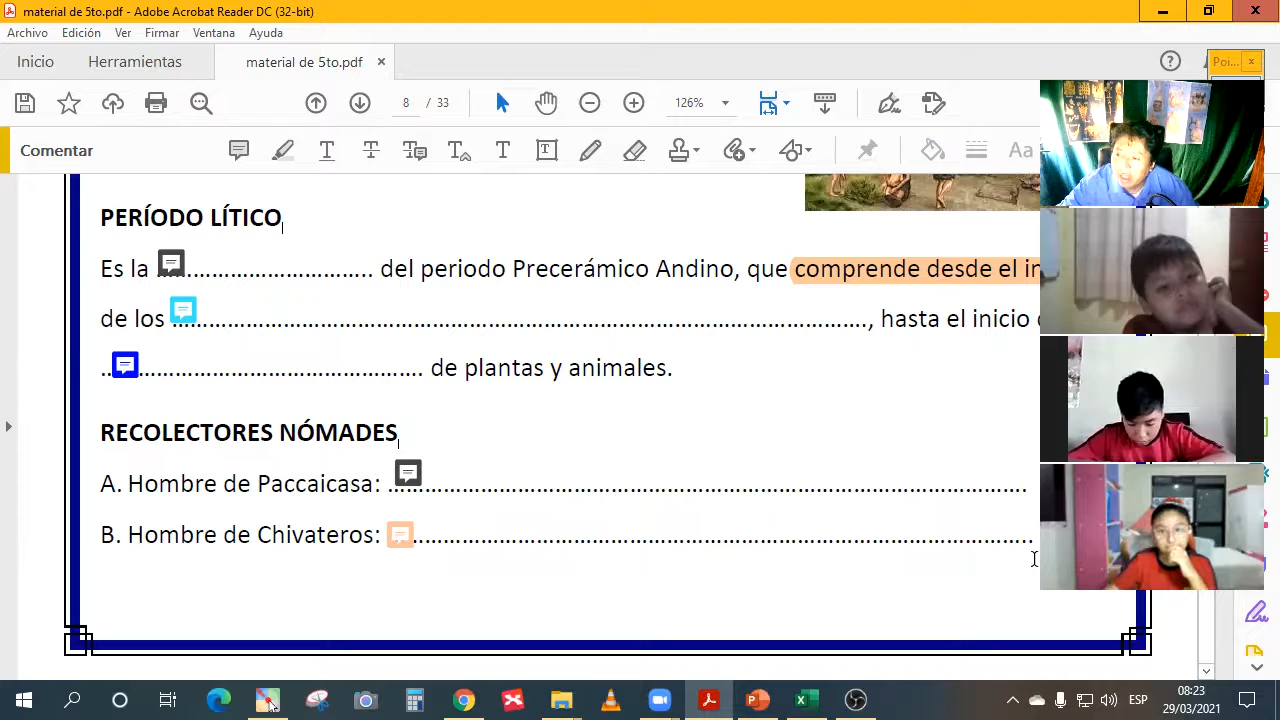 material de 5to.pdf - Adobe Acrobat Reader DC (32-bit)
Archivo Edición Ver Firmar Ventana Ayuda
Inicio Herramientas material de 5to.pdf
Poi...
8 / 33 126%
Comentar
Aa
PERÍODO LÍTICO
Es la ................................ del periodo Precerámico Andino, que comprende desde el in
de los ................................................................................................, hasta el inicio
................................................ de plantas y animales.
RECOLECTORES NÓMADES
A. Hombre de Paccaicasa: ................................................................................................
B. Hombre de Chivateros: ................................................................................................
ESP
08:23
29/03/2021